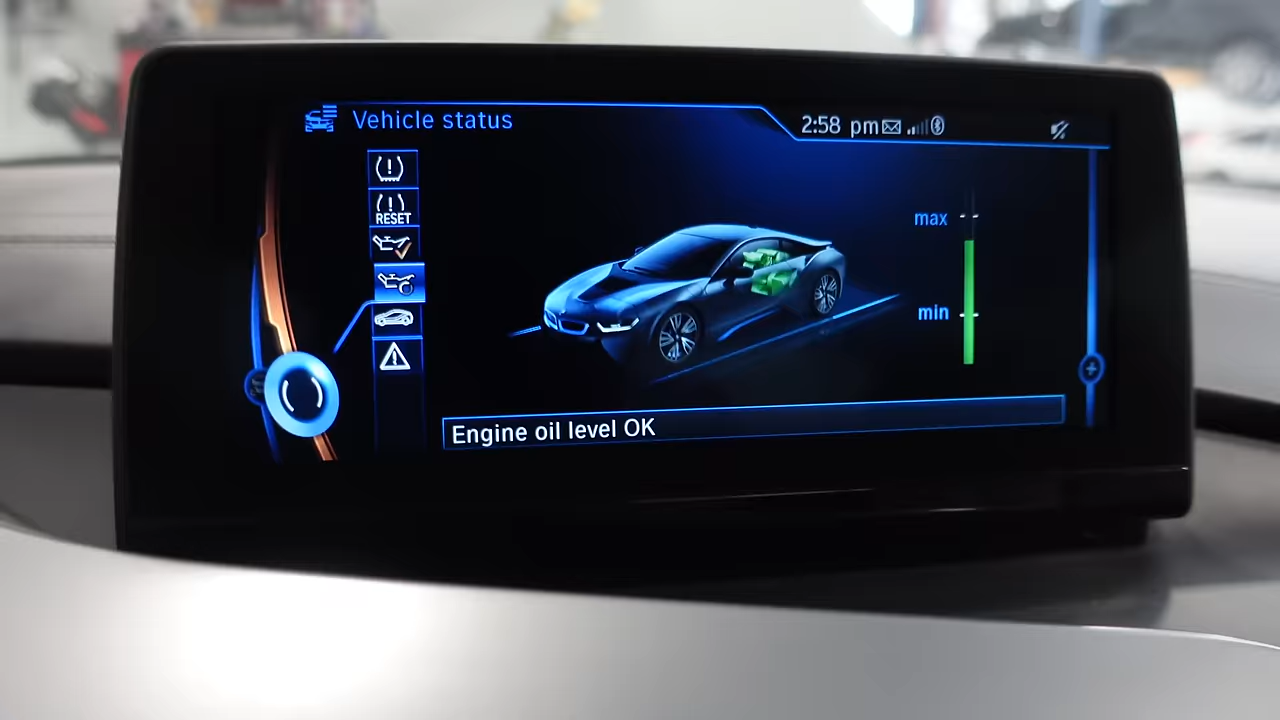 Vehicle status
2:58 pm
RESET
max
min
Engine oil level OK